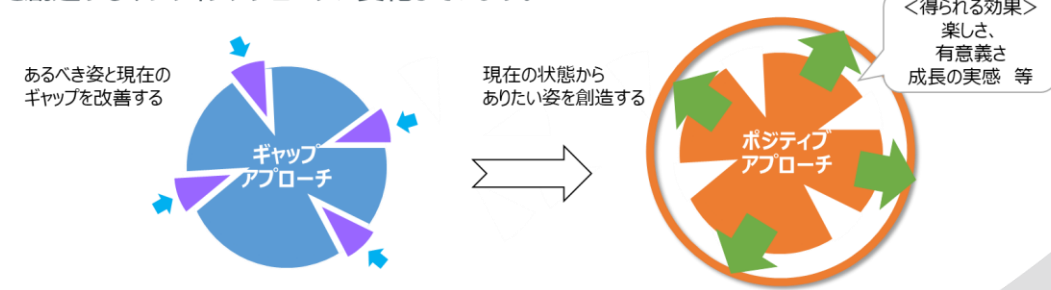 ＜得られる効果＞
楽しさ、
有意義さ
成長の実感 等
あるべき姿と現在の
ギャップを改善する
現在の状態から
ありたい姿を創造する
ギャップ
アプローチ
ポジティブ
アプローチ